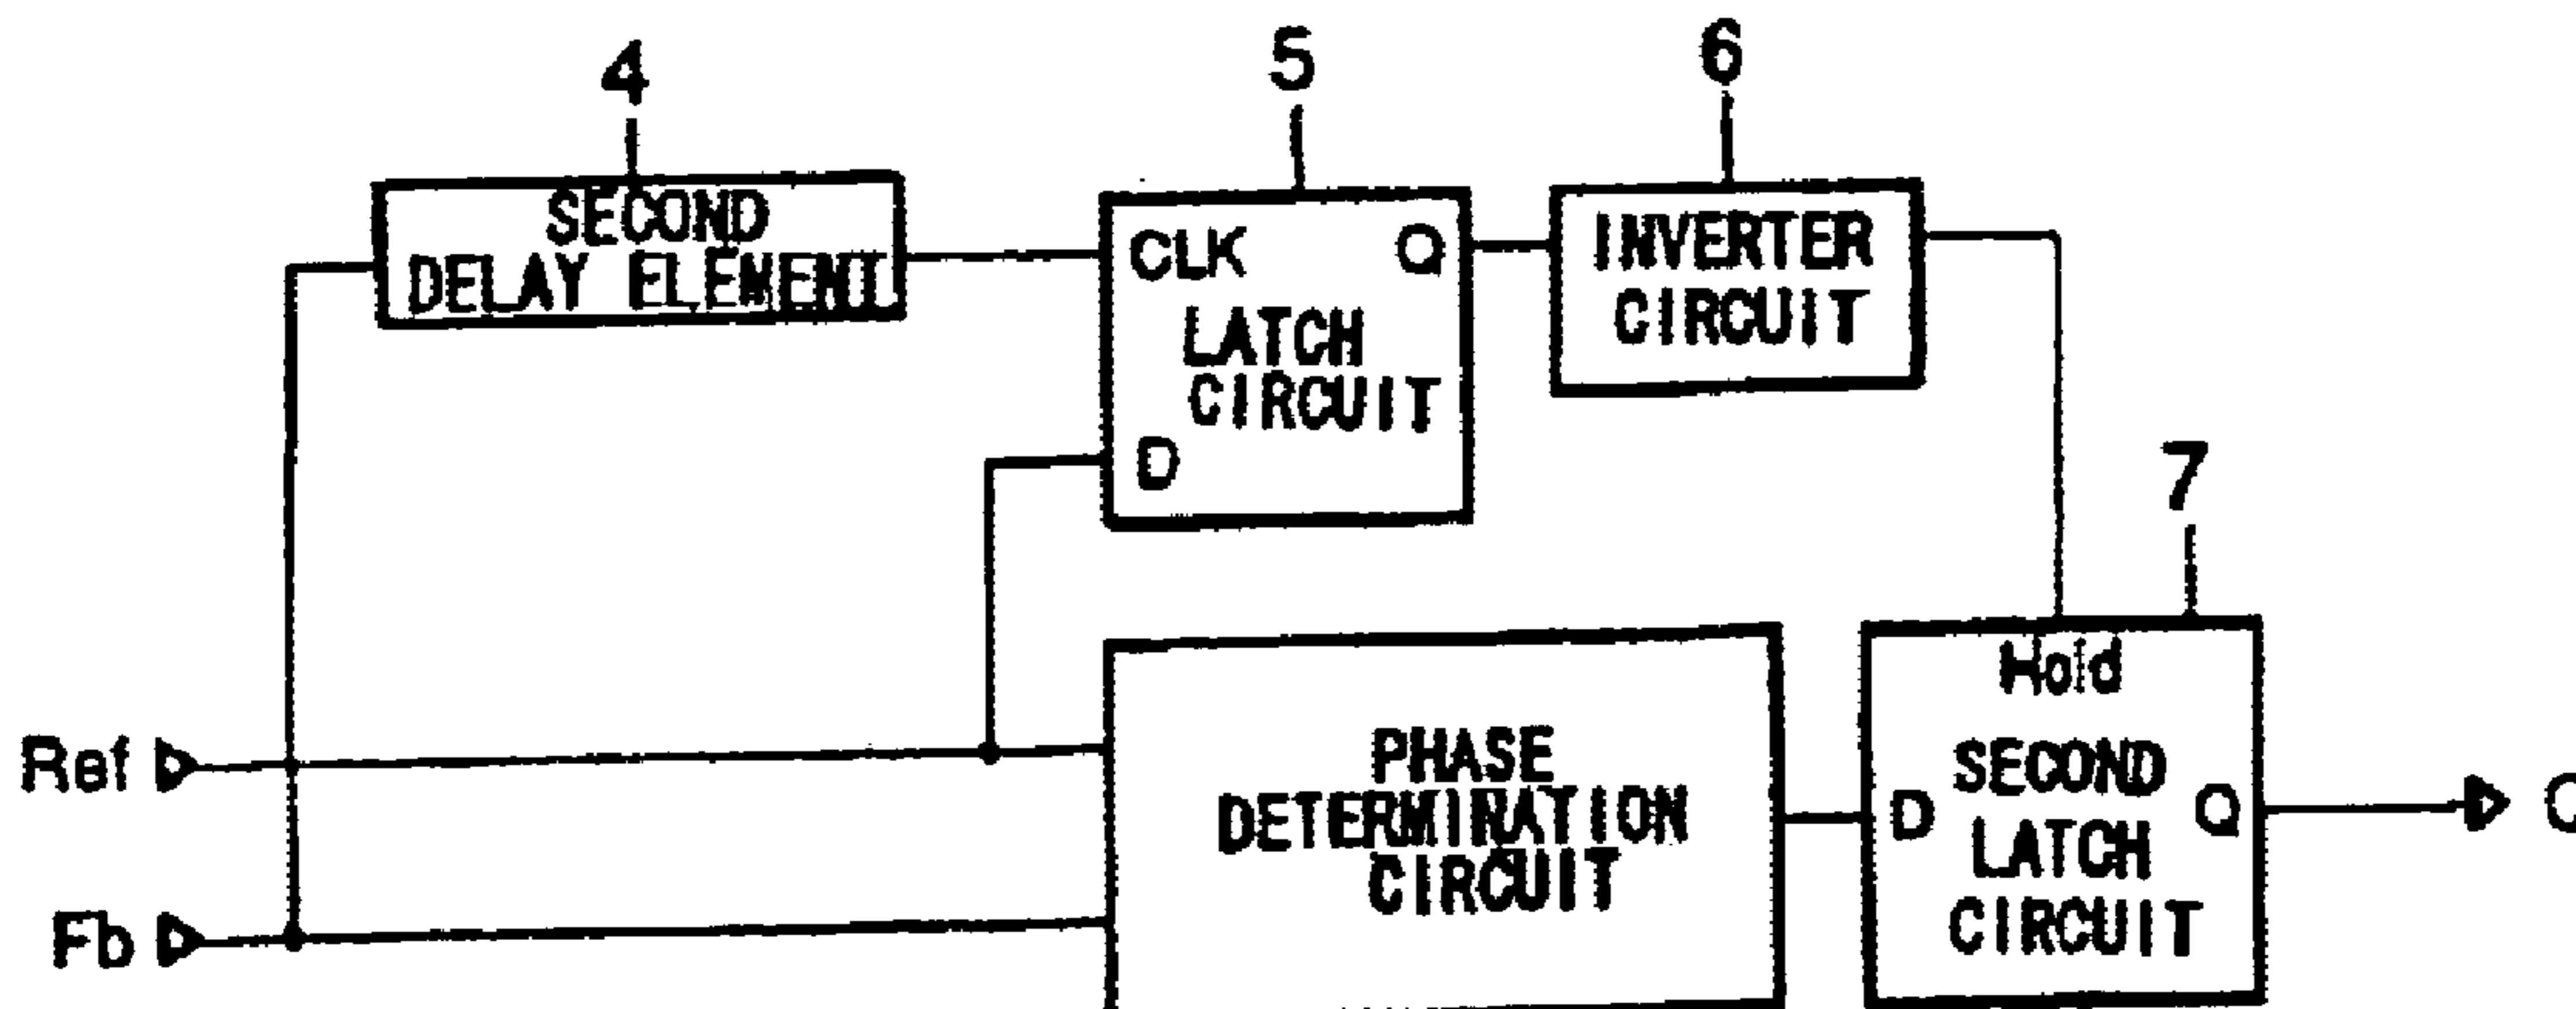 4
5
6
SECOND
DELAY ELEMENT
CLK
Q
LATCH
CIRCUIT
D
INVERTER
CIRCUIT
7
Ref
Fb
PHASE
DETERMINATION
CIRCUIT
Hold
D
SECOND
LATCH
CIRCUIT
Q